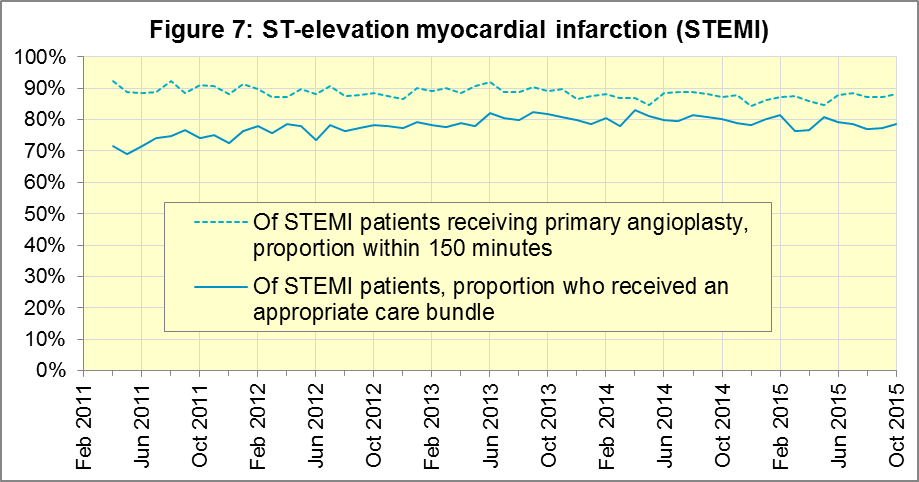 Figure 7: ST-elevation myocardial infarction (STEMI)
100%
90%
80%
70%
60%
50%
40%
30%
20%
10%
0%
Of STEMI patients receiving primary angioplasty,
proportion within 150 minutes
Of STEMI patients, proportion who received an
appropriate care bundle
Feb 2011
Jun 2011
Oct 2011
Feb 2012
Jun 2012
Oct 2012
Feb 2013
Jun 2013
Oct 2013
Feb 2014
Jun 2014
Oct 2014
Feb 2015
Jun 2015
Oct 2015